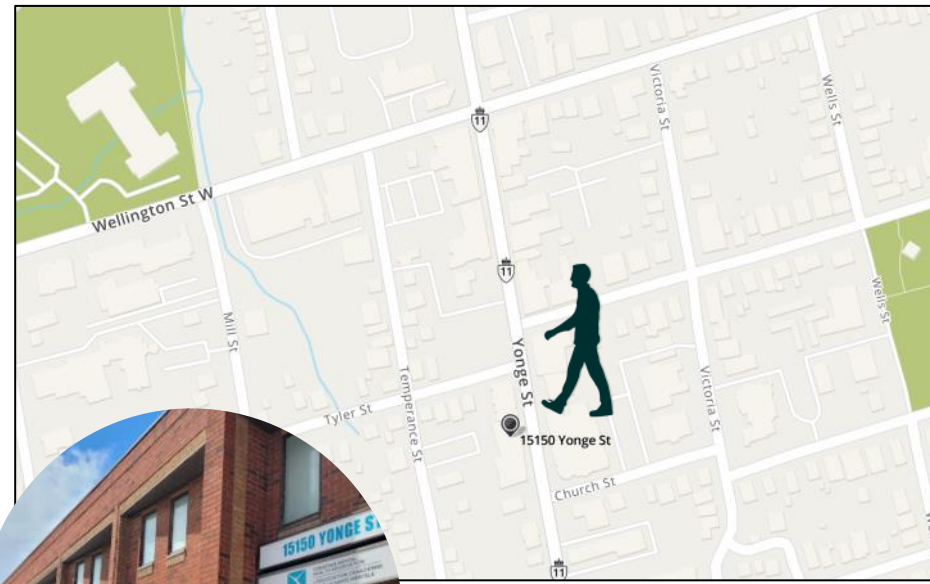 Victoria St
Wells St
11
Wellington St W
11
Wells St
Mill St
Yonge St
Tyler St
Temperance St
Victoria St
15150 Yonge St
Church St
11
15150 YONGE ST